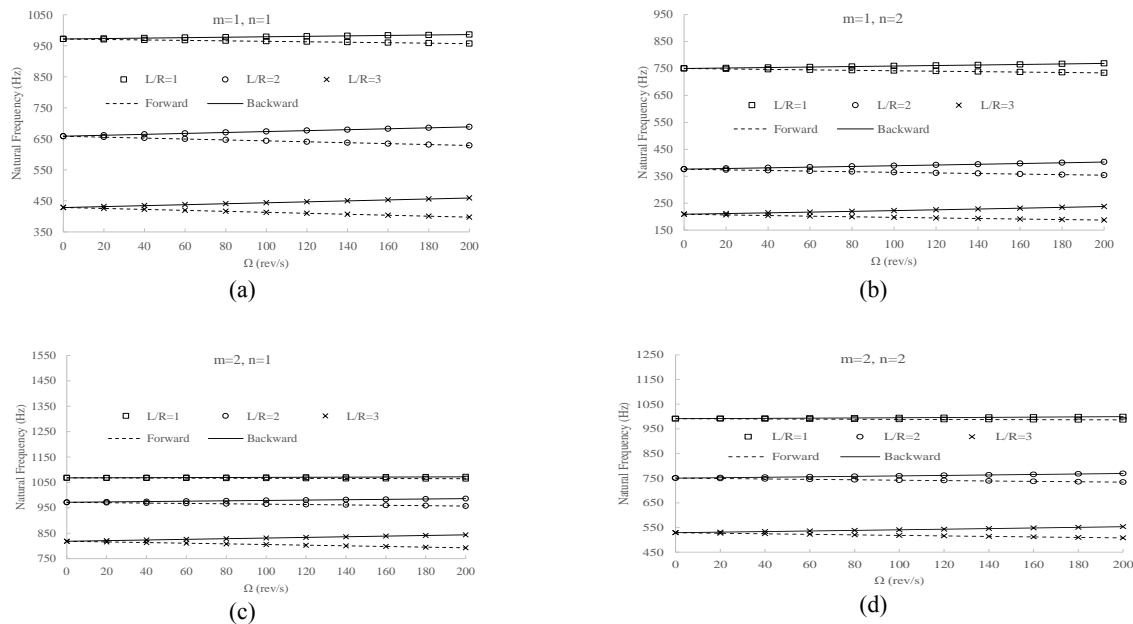 (a)
m=1, n=1
Natural Frequency (Hz)
1050
950
850
750
650
550
450
350
L/R=1 L/R=2 L/R=3
Forward Backward
0 20 40 60 80 100 120 140 160 180 200
Ω (rev/s)
(a)
m=1, n=2
Natural Frequency (Hz)
950
850
750
650
550
450
350
250
150
L/R=1 L/R=2 L/R=3
Forward Backward
0 20 40 60 80 100 120 140 160 180 200
Ω (rev/s)
(b)
m=2, n=1
Natural Frequency (Hz)
1550
1450
1350
1250
1150
1050
950
850
750
L/R=1 L/R=2 L/R=3
Forward Backward
0 20 40 60 80 100 120 140 160 180 200
Ω (rev/s)
(c)
m=2, n=2
Natural Frequency (Hz)
1250
1150
1050
950
850
750
650
550
450
L/R=1 L/R=2 L/R=3
Forward Backward
0 20 40 60 80 100 120 140 160 180 200
Ω (rev/s)
(d)